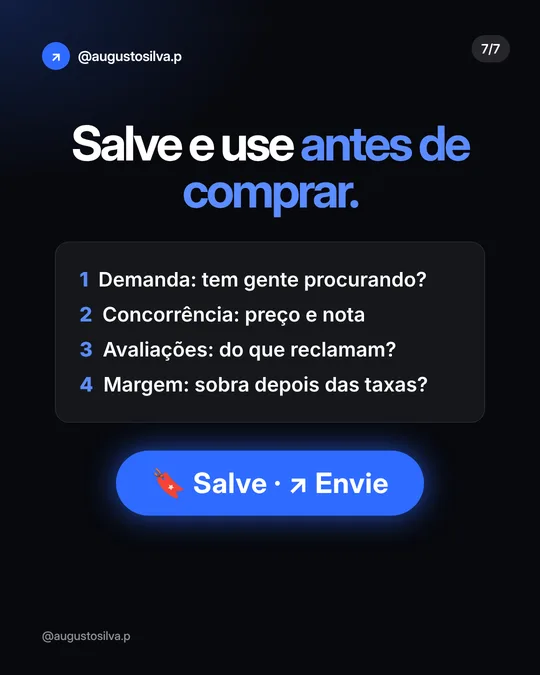 @augustosilva.p
7/7
Salve e use antes de
comprar.
1 Demanda: tem gente procurando?
2 Concorrência: preço e nota
3 Avaliações: do que reclamam?
4 Margem: sobra depois das taxas?
🔖 Salve · ↗ Envie
@augustosilva.p